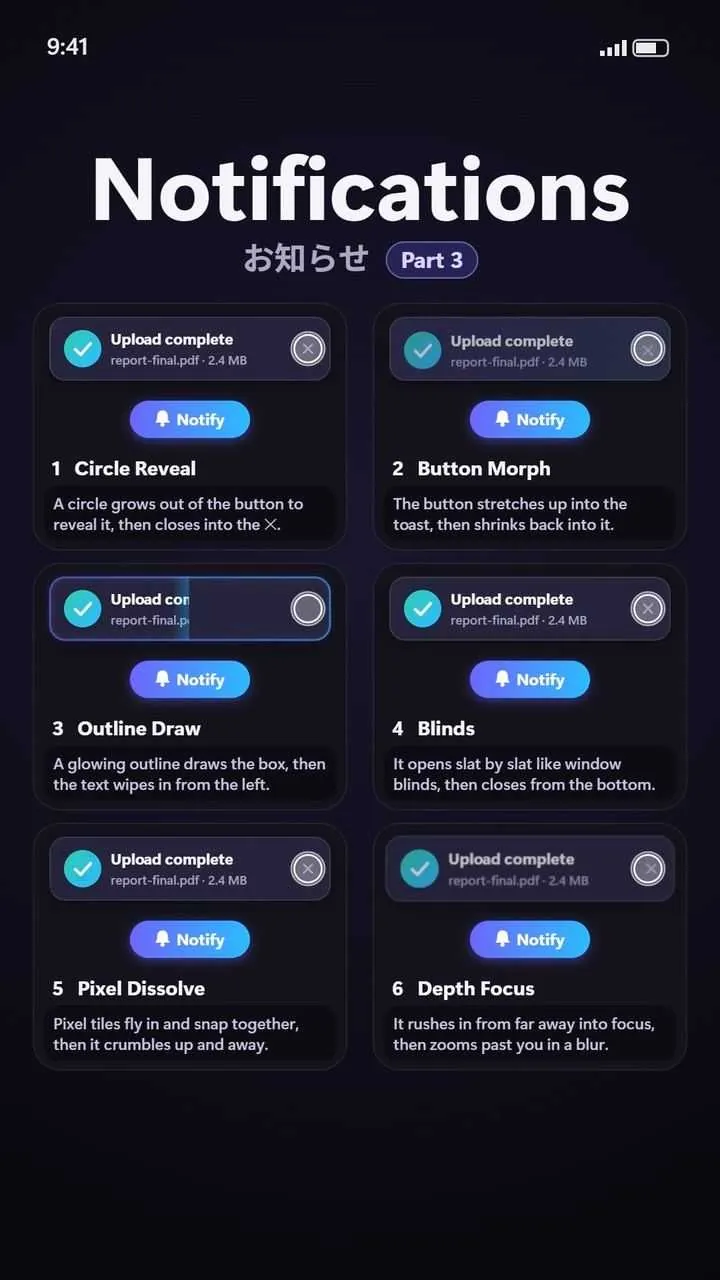 9:41
Notifications
お知らせ Part 3
Upload complete
report-final.pdf · 2.4 MB
Notify
1 Circle Reveal
A circle grows out of the button to
reveal it, then closes into the ×.
Upload complete
report-final.pdf · 2.4 MB
Notify
2 Button Morph
The button stretches up into the
toast, then shrinks back into it.
Upload con
report-final.p
Notify
3 Outline Draw
A glowing outline draws the box, then
the text wipes in from the left.
Upload complete
report-final.pdf · 2.4 MB
Notify
4 Blinds
It opens slat by slat like window
blinds, then closes from the bottom.
Upload complete
report-final.pdf · 2.4 MB
Notify
5 Pixel Dissolve
Pixel tiles fly in and snap together,
then it crumbles up and away.
Upload complete
report-final.pdf · 2.4 MB
Notify
6 Depth Focus
It rushes in from far away into focus,
then zooms past you in a blur.